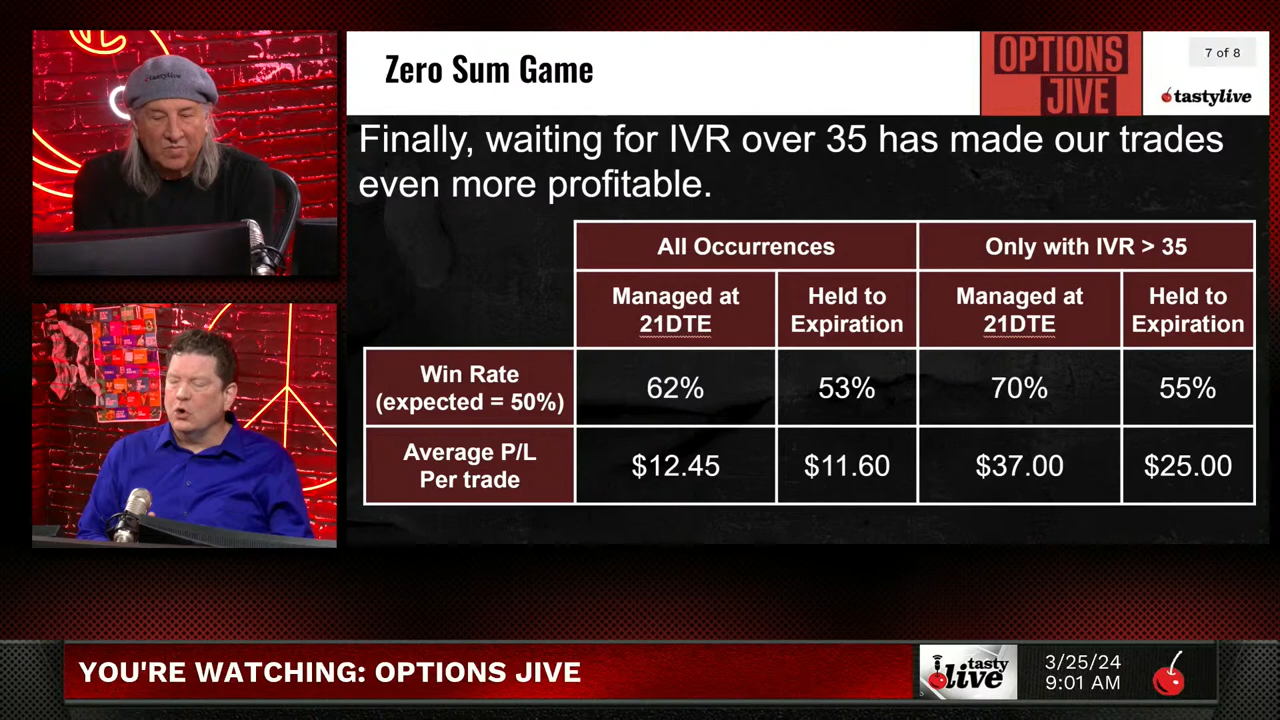 Zero Sum Game
OPTIONS
JIVE
7 of 8
tastylive
Finally, waiting for IVR over 35 has made our trades
even more profitable.
All Occurrences
Only with IVR > 35
Managed at
21DTE
Held to
Expiration
Managed at
21DTE
Held to
Expiration
Win Rate
(expected = 50%)
62%
53%
70%
55%
Average P/L
Per trade
$12.45
$11.60
$37.00
$25.00
tastylive
YOU'RE WATCHING: OPTIONS JIVE
tasty
live
3/25/24
9:01 AM